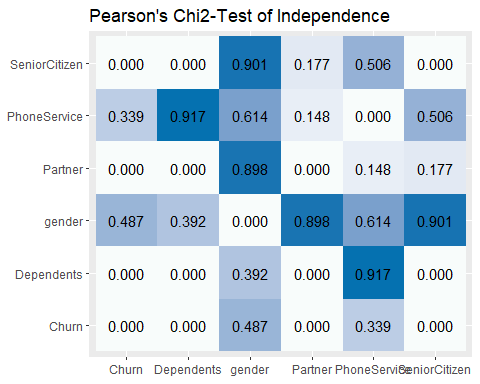 Pearson's Chi2-Test of Independence
SeniorCitizen 0.000 0.000 0.901 0.177 0.506 0.000
PhoneService 0.339 0.917 0.614 0.148 0.000 0.506
Partner 0.000 0.000 0.898 0.000 0.148 0.177
gender 0.487 0.392 0.000 0.898 0.614 0.901
Dependents 0.000 0.000 0.392 0.000 0.917 0.000
Churn 0.000 0.000 0.487 0.000 0.339 0.000
Churn Dependents gender Partner PhoneService SeniorCitizen